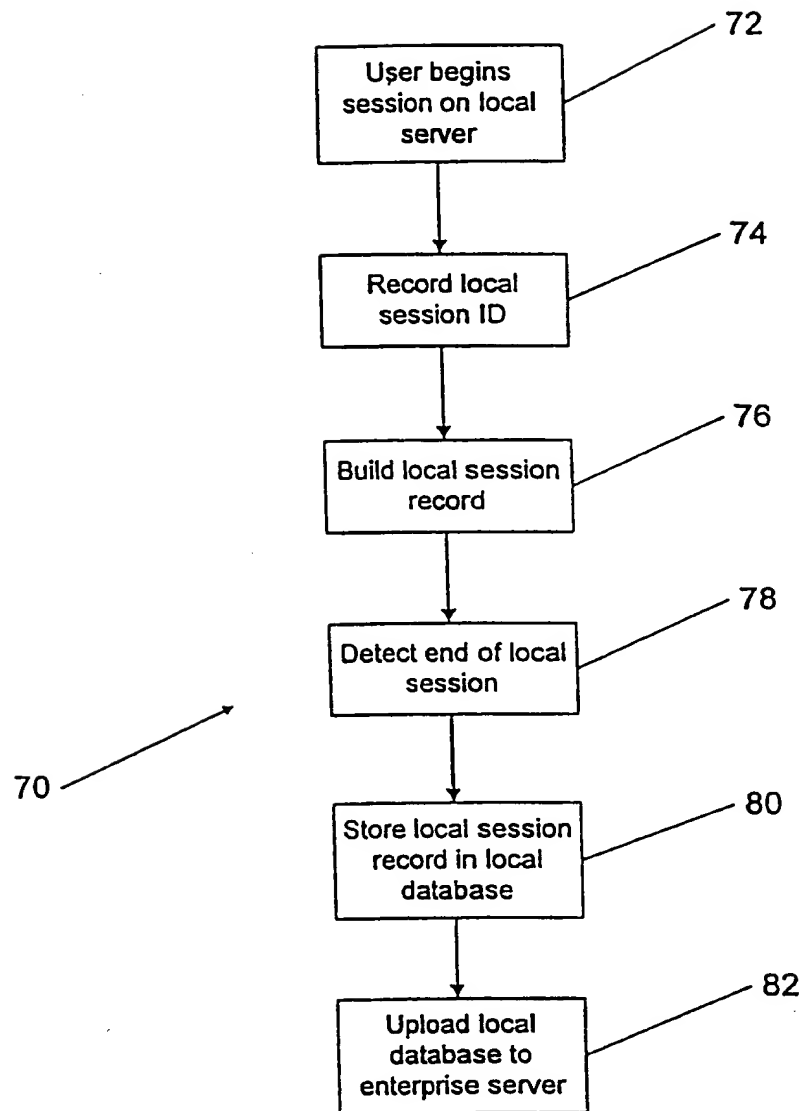 72
User begins
session on local
server
74
Record local
session ID
76
Build local session
record
78
Detect end of local
session
70
80
Store local session
record in local
database
82
Upload local
database to
enterprise server